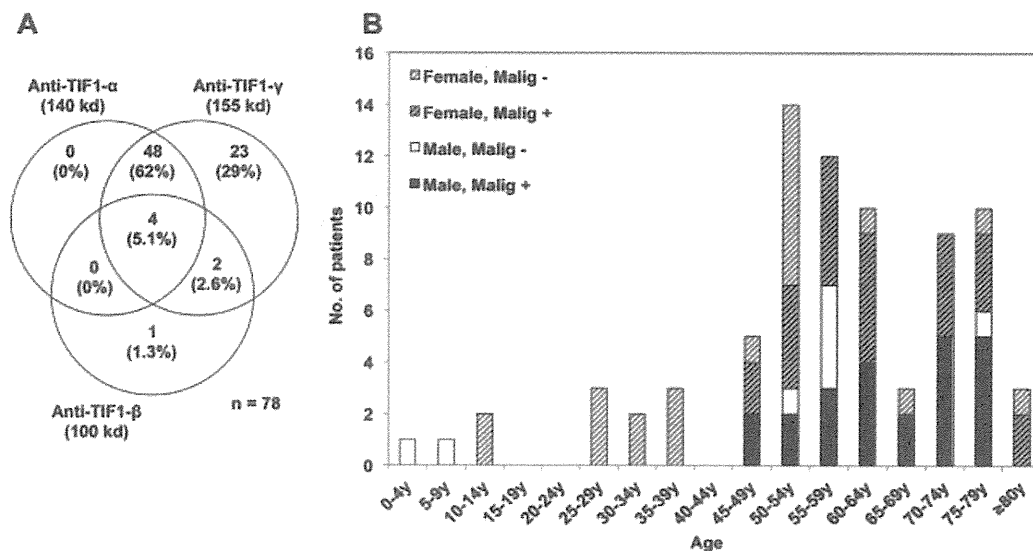 A
Anti-TIF1-α
(140 kd)
Anti-TIF1-γ
(155 kd)
0
(0%)
48
(62%)
23
(29%)
4
(5.1%)
0
(0%)
2
(2.6%)
1
(1.3%)
Anti-TIF1-β
(100 kd)
n = 78
B
No. of patients
16
14
12
10
8
6
4
2
0
Female, Malig -
Female, Malig +
Male, Malig -
Male, Malig +
0-4y
5-9y
10-14y
15-19y
20-24y
25-29y
30-34y
35-39y
40-44y
45-49y
50-54y
55-59y
60-64y
65-69y
70-74y
75-79y
≥80y
Age